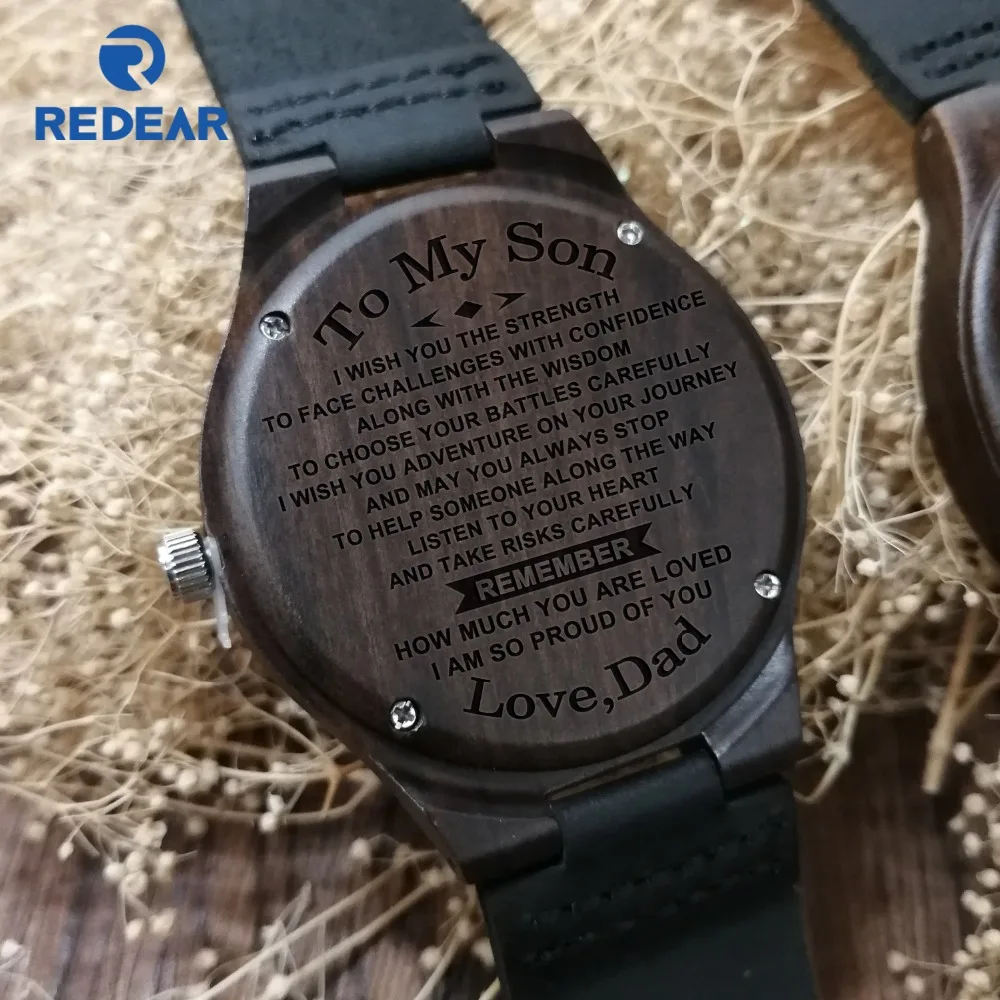 REDEAR
To My Son
I WISH YOU THE STRENGTH
TO FACE CHALLENGES WITH CONFIDENCE
ALONG WITH THE WISDOM
TO CHOOSE YOUR BATTLES CAREFULLY
I WISH YOU ADVENTURE ON YOUR JOURNEY
AND MAY YOU ALWAYS STOP
TO HELP SOMEONE ALONG THE WAY
LISTEN TO YOUR HEART
AND TAKE RISKS CAREFULLY
REMEMBER
HOW MUCH YOU ARE LOVED
I AM SO PROUD OF YOU
Love,Dad